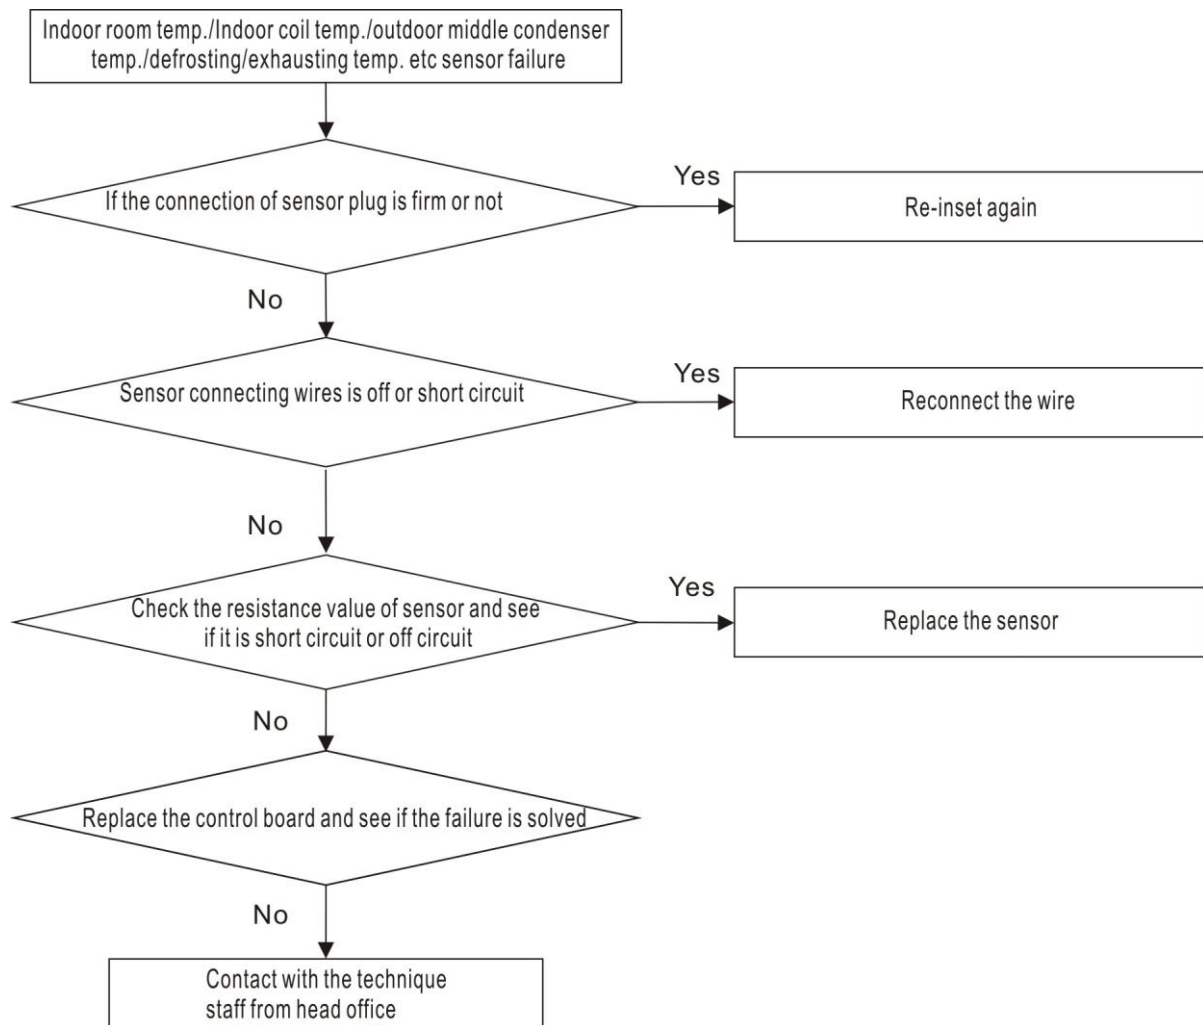 Indoor room temp./Indoor coil temp./outdoor middle condenser
temp./defrosting/exhausting temp. etc sensor failure
If the connection of sensor plug is firm or not
Yes
Re-inset again
No
Sensor connecting wires is off or short circuit
Yes
Reconnect the wire
No
Check the resistance value of sensor and see
if it is short circuit or off circuit
Yes
Replace the sensor
No
Replace the control board and see if the failure is solved
No
Contact with the technique
staff from head office